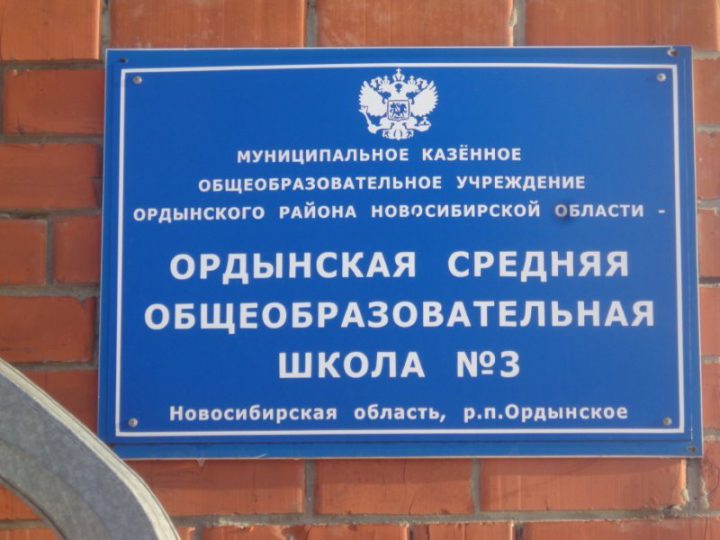 МУНИЦИПАЛЬНОЕ КАЗЁННОЕ
ОБЩЕОБРАЗОВАТЕЛЬНОЕ УЧРЕЖДЕНИЕ
ОРДЫНСКОГО РАЙОНА НОВОСИБИРСКОЙ ОБЛАСТИ -
ОРДЫНСКАЯ СРЕДНЯЯ
ОБЩЕОБРАЗОВАТЕЛЬНАЯ
ШКОЛА №3
Новосибирская область, р.п.Ордынское